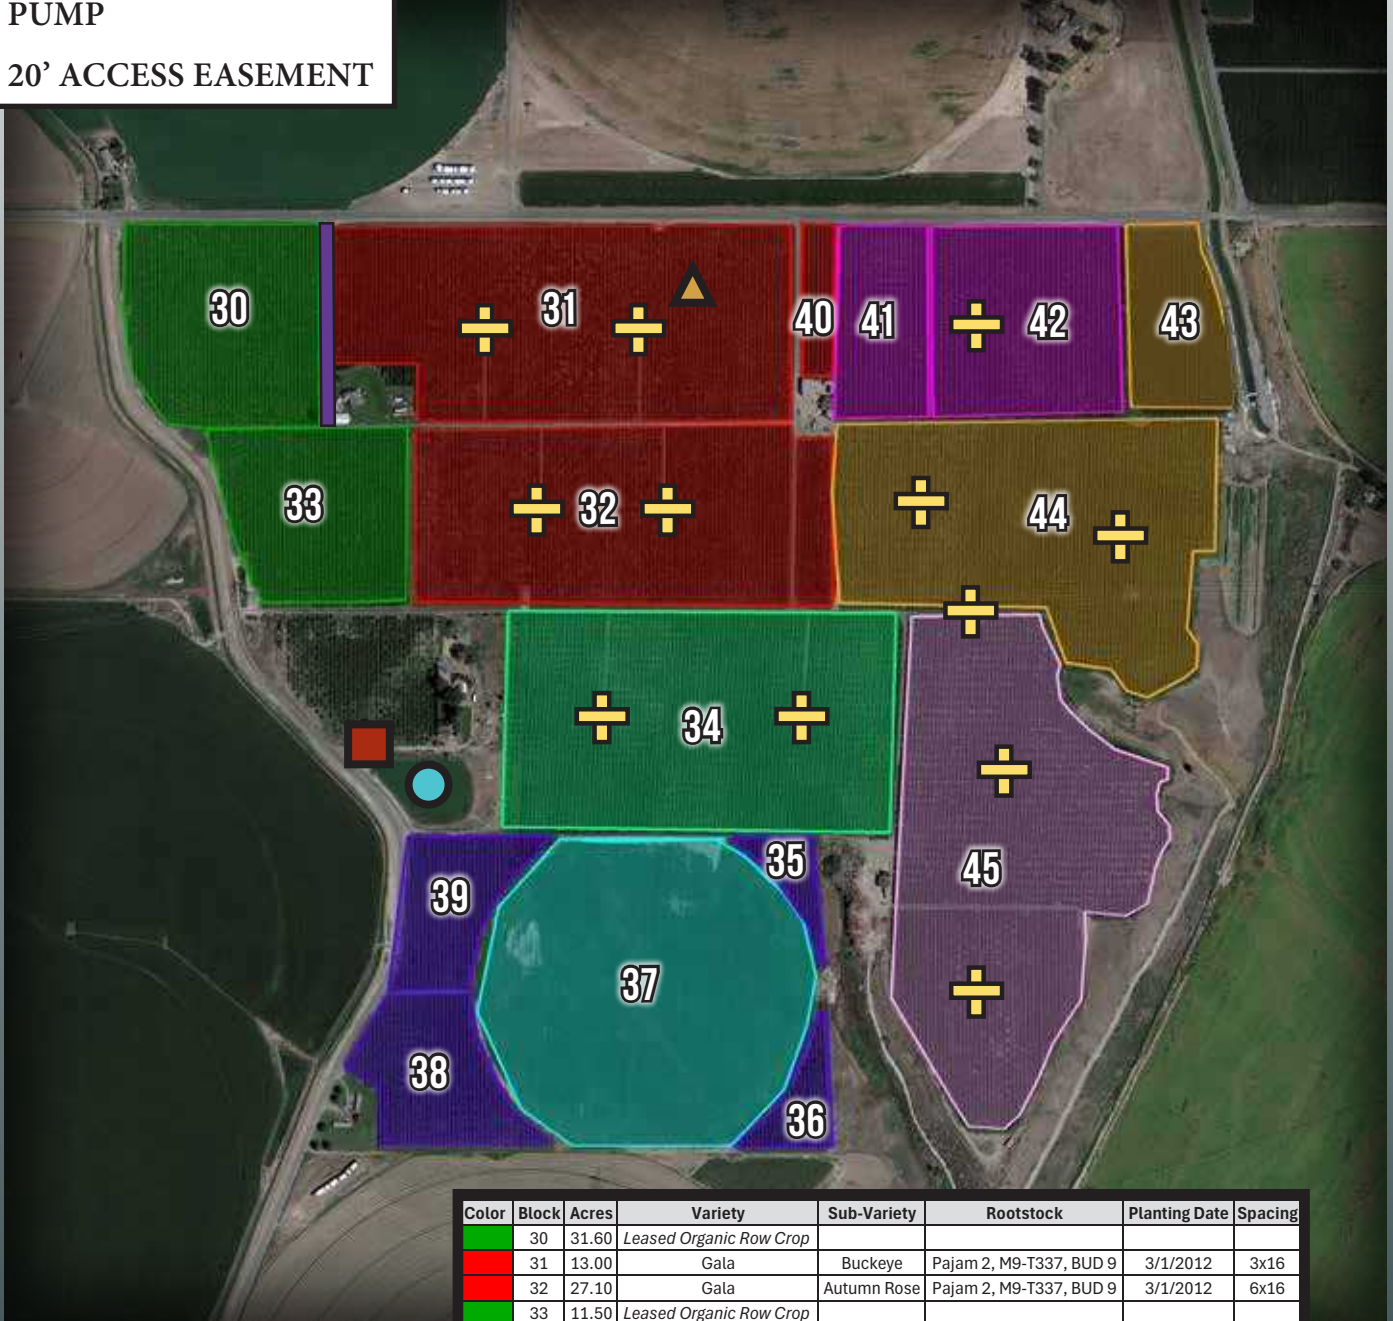 PUMP
20’ ACCESS EASEMENT
30
31
40
41
42
43
33
32
44
34
45
35
39
37
38
36
Color Block Acres Variety Sub-Variety Rootstock Planting Date Spacing
30 31.60 Leased Organic Row Crop
31 13.00 Gala Buckeye Pajam 2, M9-T337, BUD 9 3/1/2012 3x16
32 27.10 Gala Autumn Rose Pajam 2, M9-T337, BUD 9 3/1/2012 6x16
33 11.50 Leased Organic Row Crop